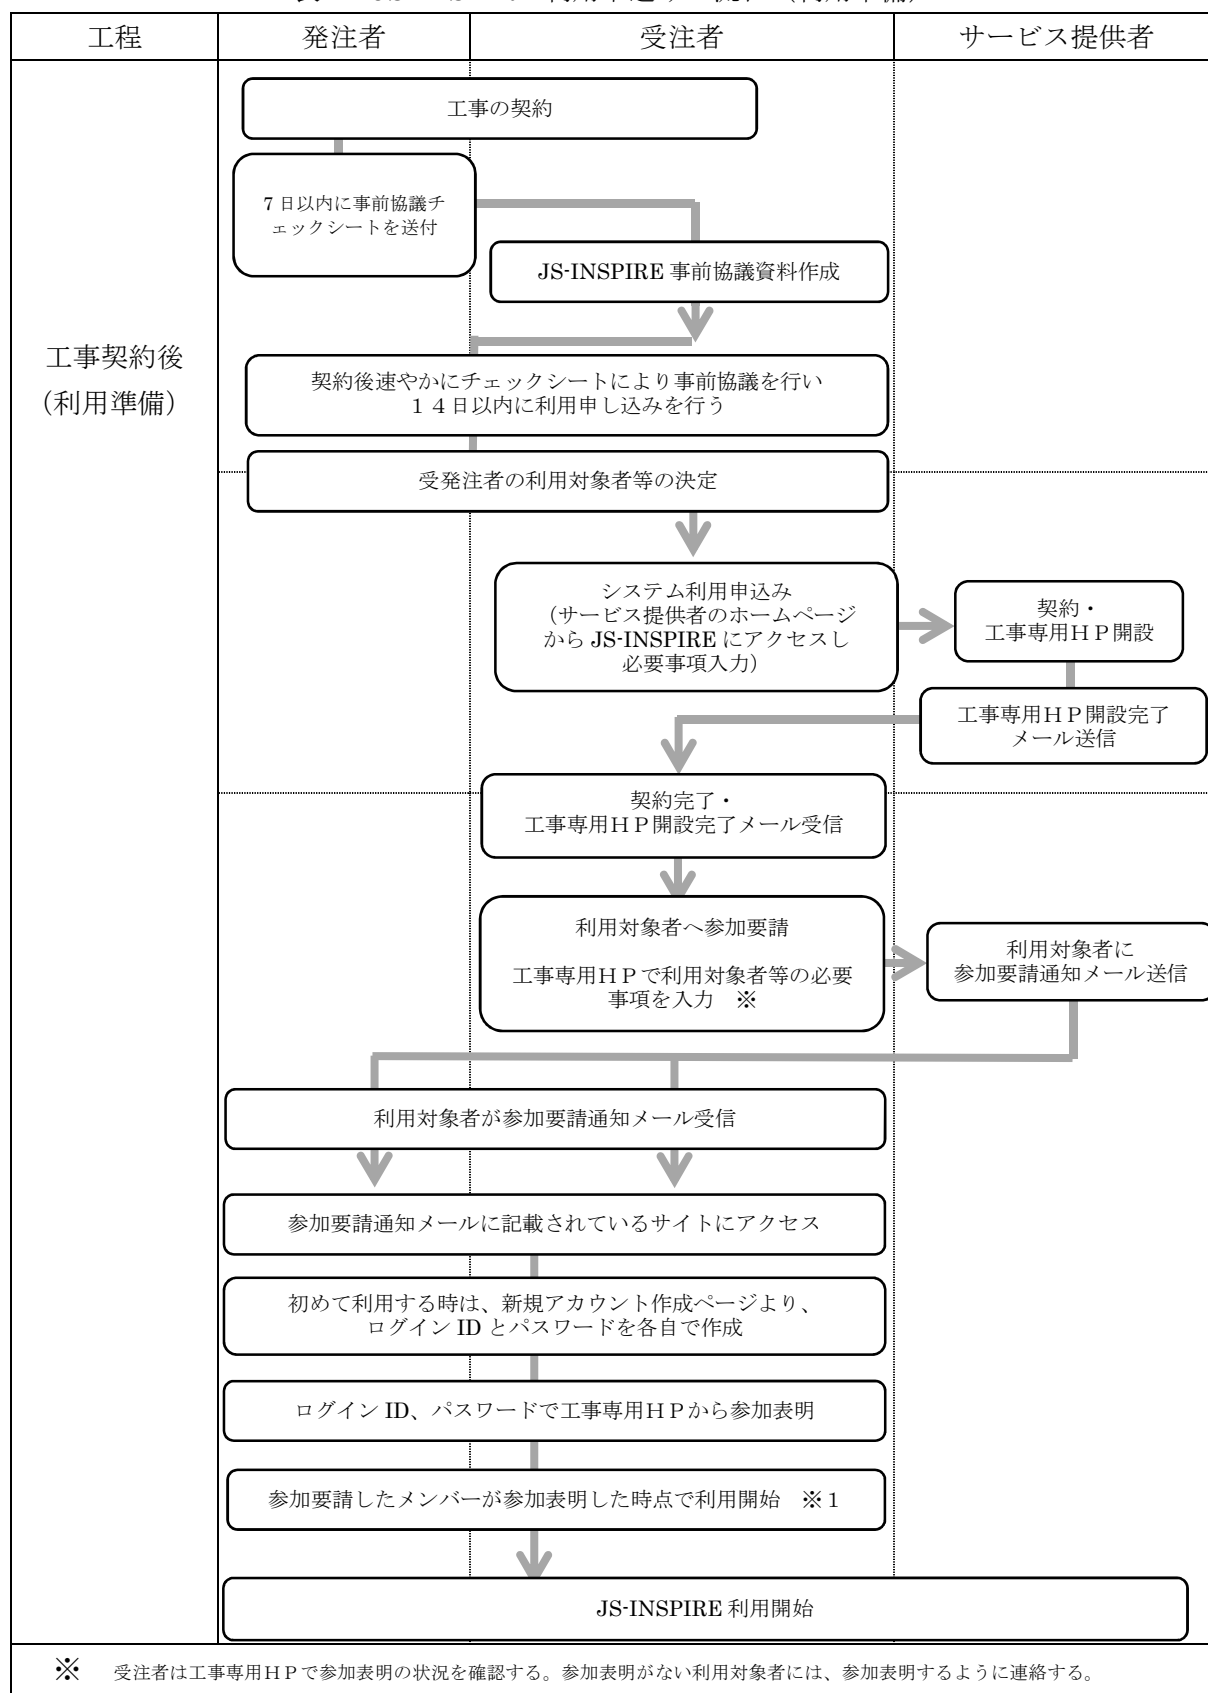 工程
発注者
受注者
サービス提供者
工事の契約
7日以内に事前協議チ
ェックシートを送付
JS-INSPIRE 事前協議資料作成
工事契約後
（利用準備）
契約後速やかにチェックシートにより事前協議を行い
１４日以内に利用申し込みを行う
受発注者の利用対象者等の決定
システム利用申込み
（サービス提供者のホームページ
から JS-INSPIRE にアクセスし
必要事項入力）
契約・
工事専用ＨＰ開設
工事専用ＨＰ開設完了
メール送信
契約完了・
工事専用ＨＰ開設完了メール受信
利用対象者へ参加要請
工事専用ＨＰで利用対象者等の必要
事項を入力　※
利用対象者に
参加要請通知メール送信
利用対象者が参加要請通知メール受信
参加要請通知メールに記載されているサイトにアクセス
初めて利用する時は、新規アカウント作成ページより、
ログイン ID とパスワードを各自で作成
ログイン ID、パスワードで工事専用ＨＰから参加表明
参加要請したメンバーが参加表明した時点で利用開始　※１
JS-INSPIRE 利用開始
※　受注者は工事専用ＨＰで参加表明の状況を確認する。参加表明がない利用対象者には、参加表明するように連絡する。